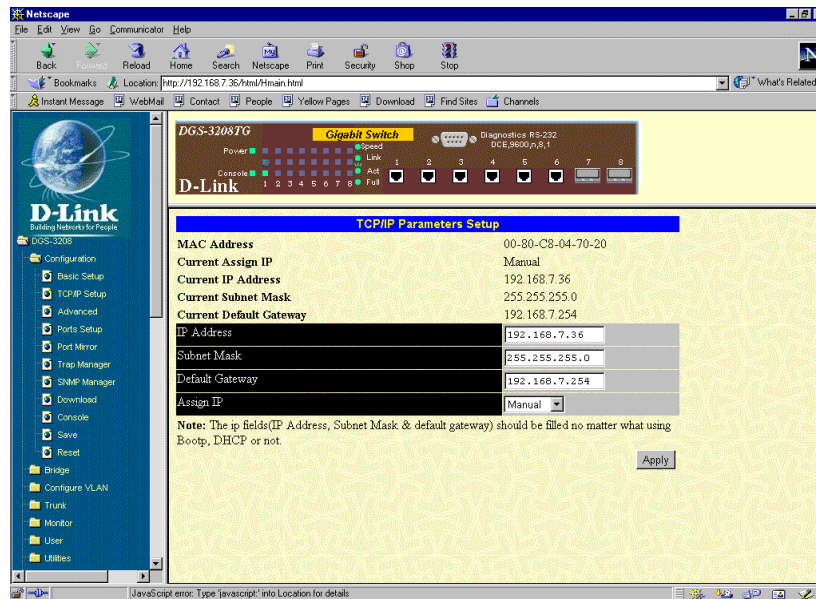 Netscape
File Edit View Go Communicator Help
Back Forward Reload Home Search Netscape Print Security Shop Stop
Bookmarks Location: http://192.168.7.36/html/Hmain.html What's Related
Instant Message WebMail Contact People Yellow Pages Download Find Sites Channels
DGS-3208TG
Gigabit Switch
Diagnostics RS-232
DCE,9600,n,8,1
Power
Speed
Link
Console
Act
Full
D-Link
1 2 3 4 5 6 7 8
1 2 3 4 5 6 7 8
D-Link
Building Networks for People
DGS-3208
Configuration
Basic Setup
TCP/IP Setup
Advanced
Ports Setup
Port Mirror
Trap Manager
SNMP Manager
Download
Console
Save
Reset
Bridge
Configure VLAN
Trunk
Monitor
User
Utilities
TCP/IP Parameters Setup
MAC Address 00-80-C8-04-70-20
Current Assign IP Manual
Current IP Address 192.168.7.36
Current Subnet Mask 255.255.255.0
Current Default Gateway 192.168.7.254
IP Address 192.168.7.36
Subnet Mask 255.255.255.0
Default Gateway 192.168.7.254
Assign IP Manual
Note: The ip fields(IP Address, Subnet Mask & default gateway) should be filled no matter what using
Bootp, DHCP or not.
Apply
JavaScript error: Type 'javascript:' into Location for details